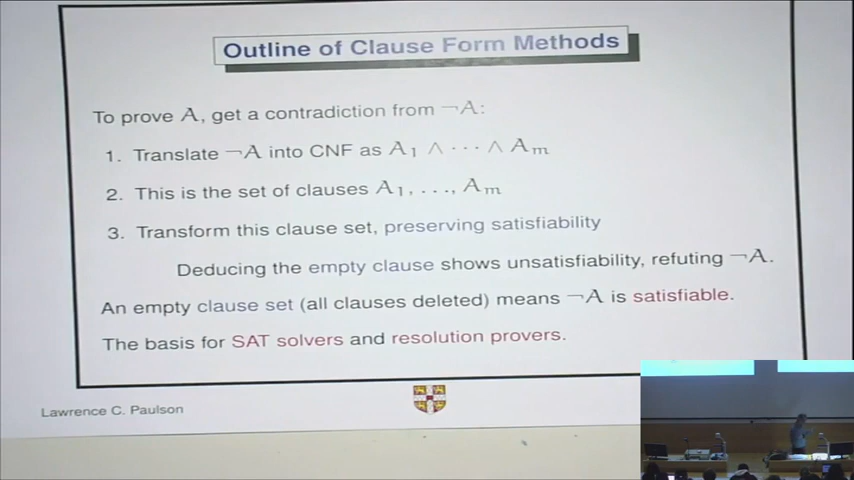 Outline of Clause Form Methods
To prove A, get a contradiction from ¬A:
1. Translate ¬A into CNF as A₁ ∧ ··· ∧ Aₘ
2. This is the set of clauses A₁, ..., Aₘ
3. Transform this clause set, preserving satisfiability
Deducing the empty clause shows unsatisfiability, refuting ¬A.
An empty clause set (all clauses deleted) means ¬A is satisfiable.
The basis for SAT solvers and resolution provers.
Lawrence C. Paulson